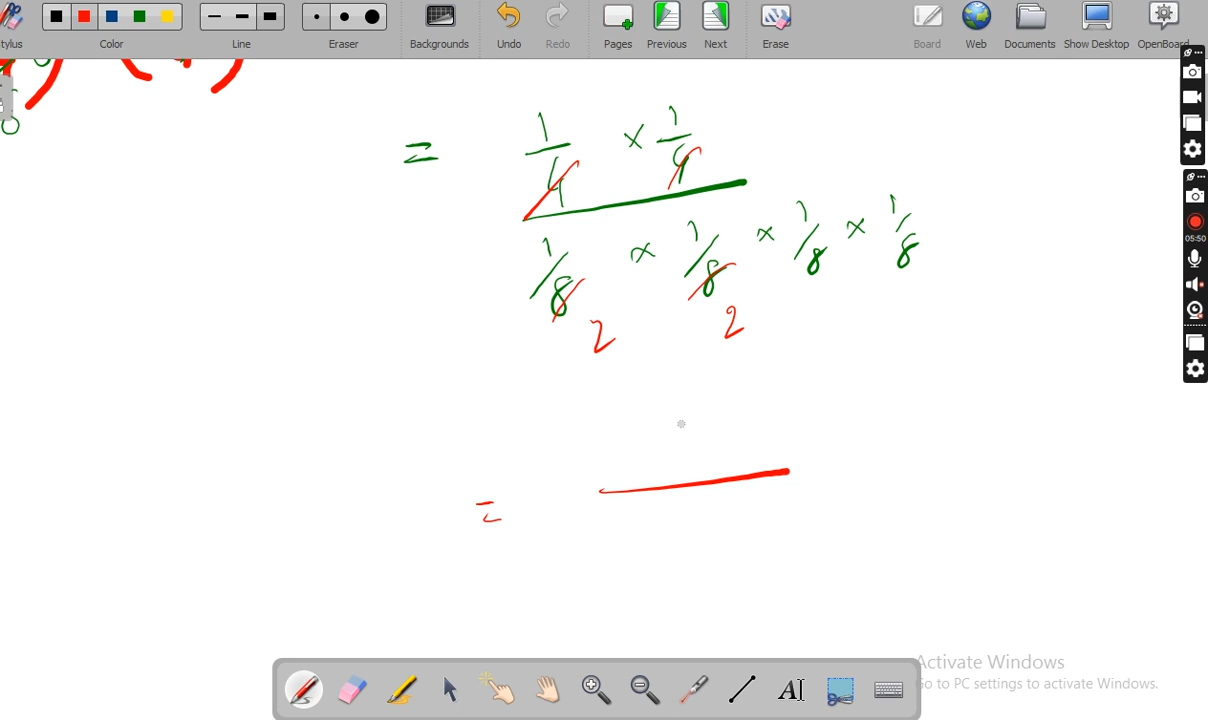 tylus Color Line Eraser Backgrounds Undo Redo Pages Previous Next Erase Board Web Documents Show Desktop OpenBoard
= 1/4 × 1/4
1/8 × 1/8 × 1/8 × 1/8
2 2
=
05:50
Activate Windows
Go to PC settings to activate Windows.